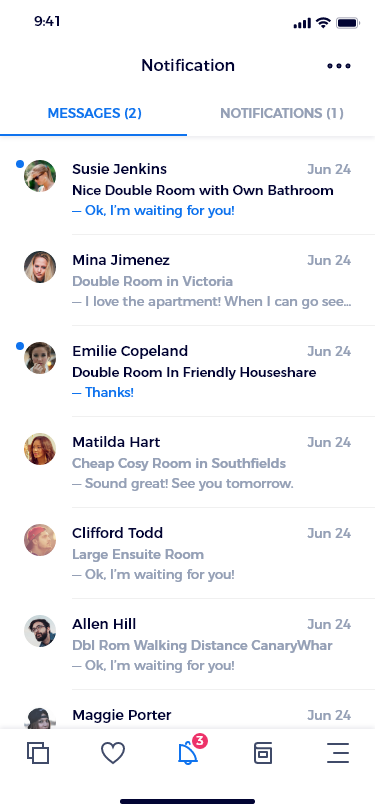 9:41
Notification
MESSAGES (2) NOTIFICATIONS (1)
Susie Jenkins Jun 24
Nice Double Room with Own Bathroom
— Ok, I’m waiting for you!
Mina Jimenez Jun 24
Double Room in Victoria
— I love the apartment! When I can go see...
Emilie Copeland Jun 24
Double Room In Friendly Houseshare
— Thanks!
Matilda Hart Jun 24
Cheap Cosy Room in Southfields
— Sound great! See you tomorrow.
Clifford Todd Jun 24
Large Ensuite Room
— Ok, I’m waiting for you!
Allen Hill Jun 24
Dbl Rom Walking Distance CanaryWhar
— Ok, I’m waiting for you!
Maggie Porter Jun 24
3